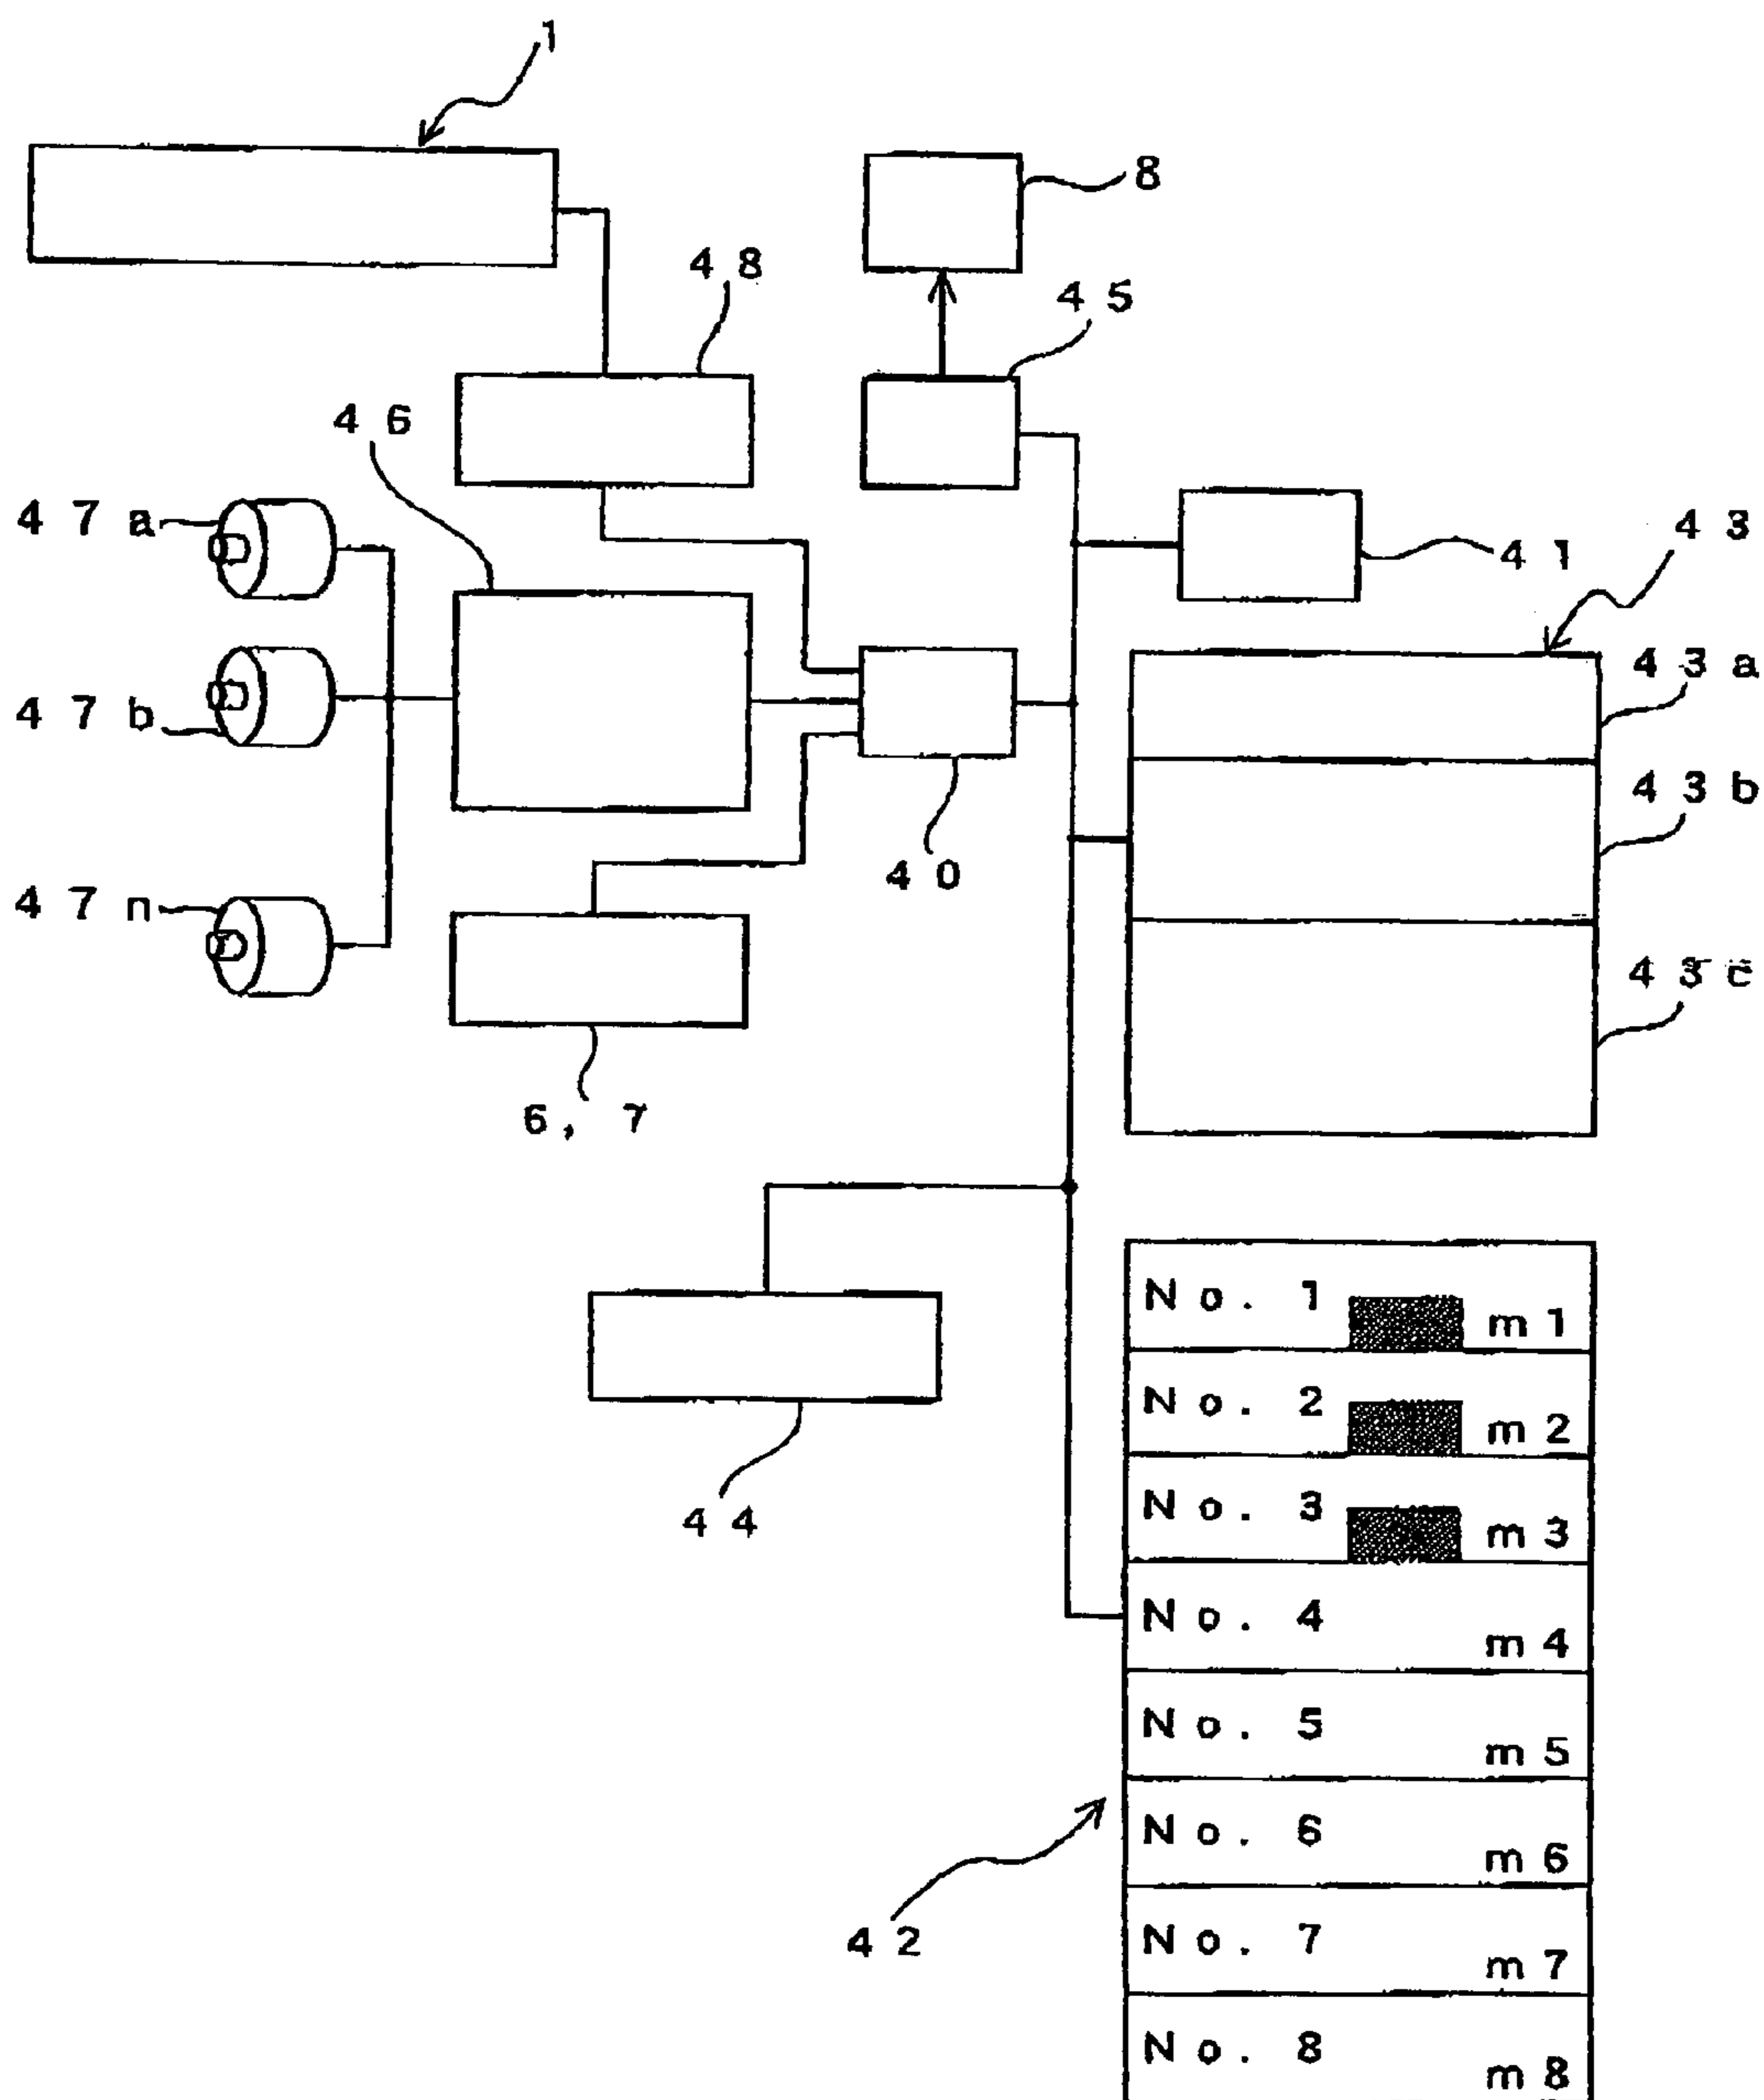 1
8
48
45
46
47a
43
41
43a
47b
43b
40
47n
43c
6, 7
No. 1 m1
No. 2 m2
44
No. 3 m3
No. 4 m4
No. 5 m5
No. 6 m6
42
No. 7 m7
No. 8 m8